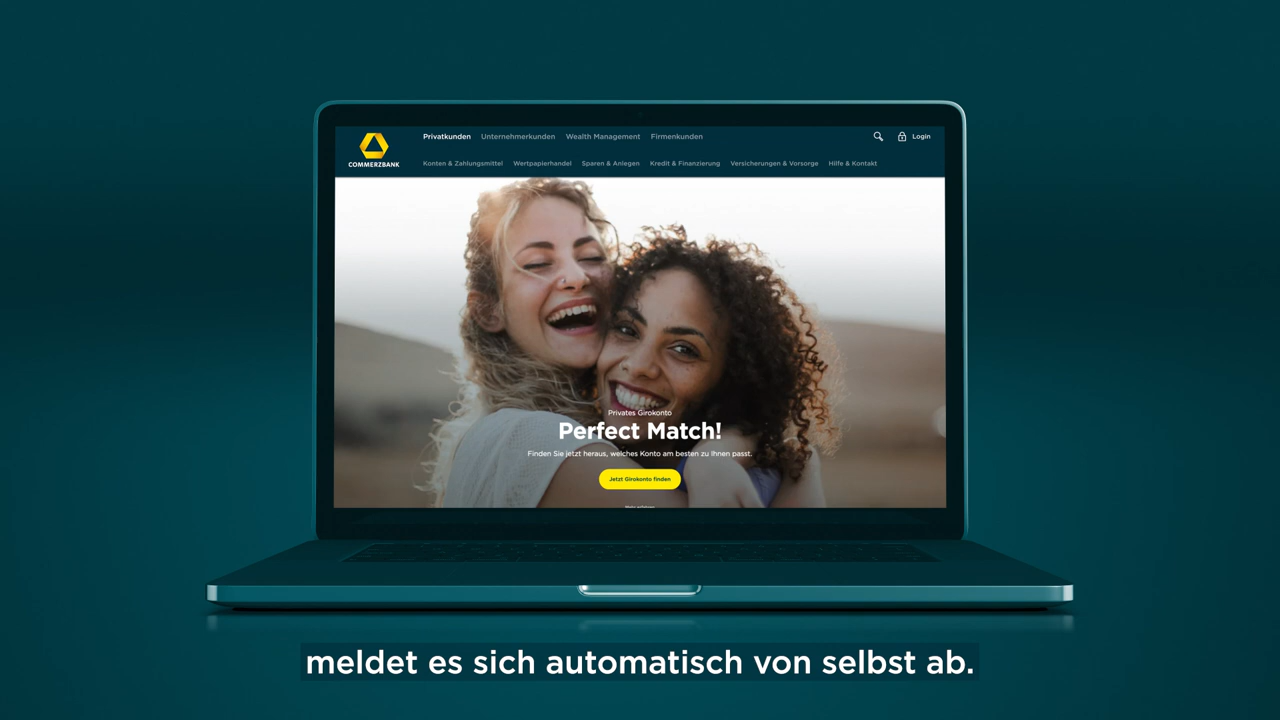 Privatkunden Unternehmerkunden Wealth Management Firmenkunden Login
COMMERZBANK
Konten & Zahlungsmittel Wertpapierhandel Sparen & Anlegen Kredit & Finanzierung Versicherungen & Vorsorge Hilfe & Kontakt
Privates Girokonto
Perfect Match!
Finden Sie jetzt heraus, welches Konto am besten zu Ihnen passt.
Jetzt Girokonto finden
meldet es sich automatisch von selbst ab.